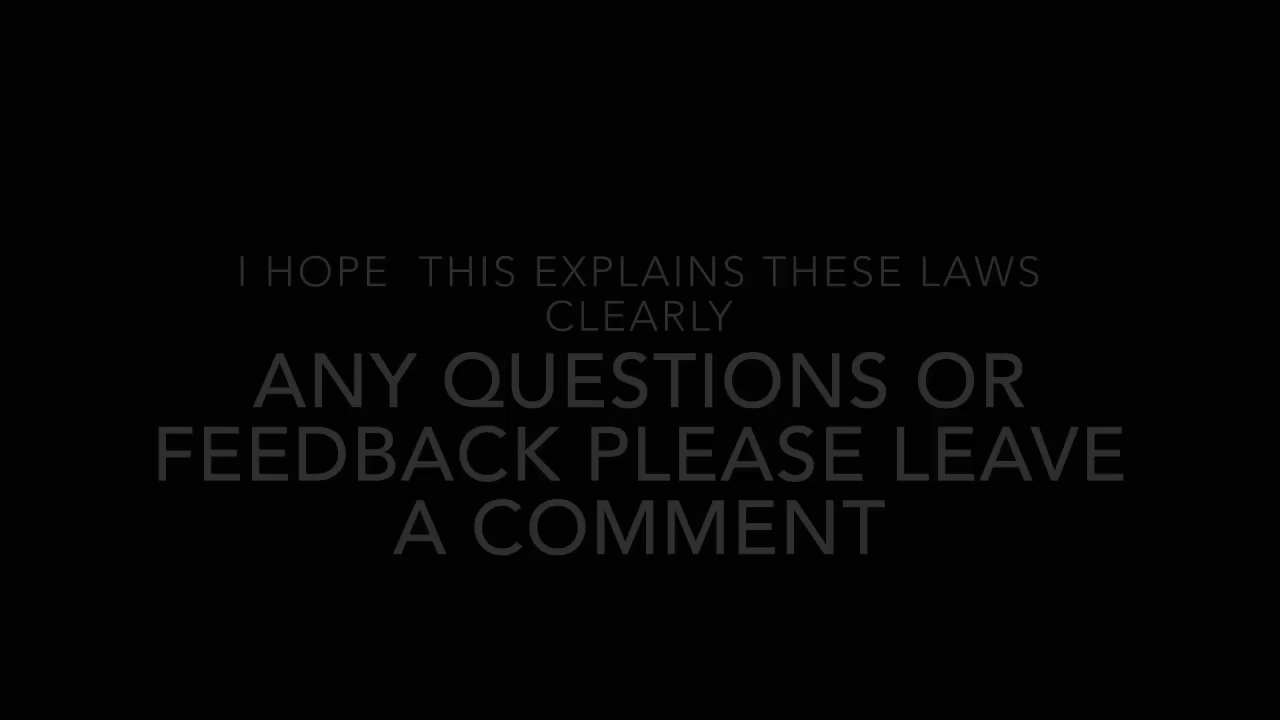 I HOPE  THIS EXPLAINS THESE LAWS
CLEARLY
ANY QUESTIONS OR
FEEDBACK PLEASE LEAVE
A COMMENT